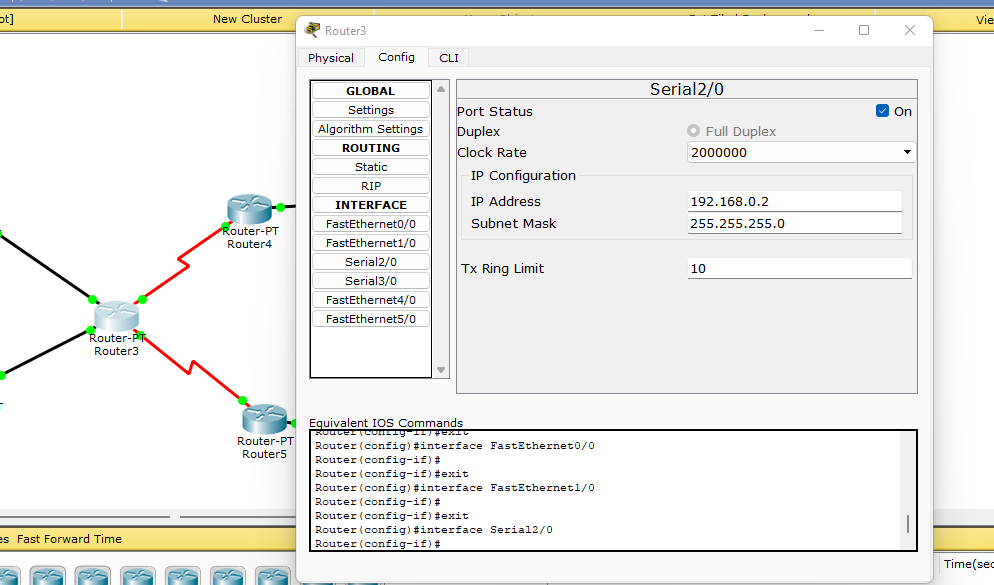 ot]
New Cluster
Vie
Router3
Physical
Config
CLI
GLOBAL
Settings
Algorithm Settings
ROUTING
Static
RIP
INTERFACE
FastEthernet0/0
FastEthernet1/0
Serial2/0
Serial3/0
FastEthernet4/0
FastEthernet5/0
Serial2/0
Port Status
On
Duplex
Full Duplex
Clock Rate
2000000
IP Configuration
IP Address
192.168.0.2
Subnet Mask
255.255.255.0
Tx Ring Limit
10
Router-PT
Router4
Router-PT
Router3
Router-PT
Router5
Equivalent IOS Commands
Router(config-if)#exit
Router(config)#interface FastEthernet0/0
Router(config-if)#
Router(config-if)#exit
Router(config)#interface FastEthernet1/0
Router(config-if)#
Router(config-if)#exit
Router(config)#interface Serial2/0
Router(config-if)#
es Fast Forward Time
Time(sec